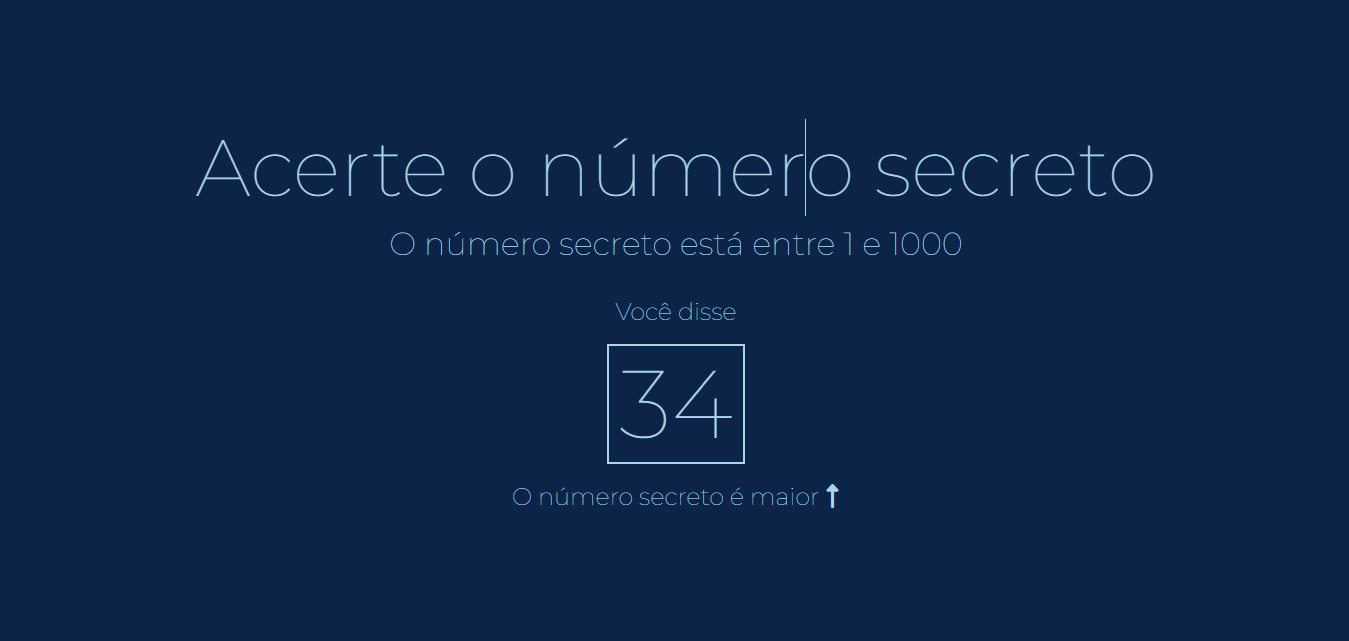 Acerte o número secreto
O número secreto está entre 1 e 1000
Você disse
34
O número secreto é maior